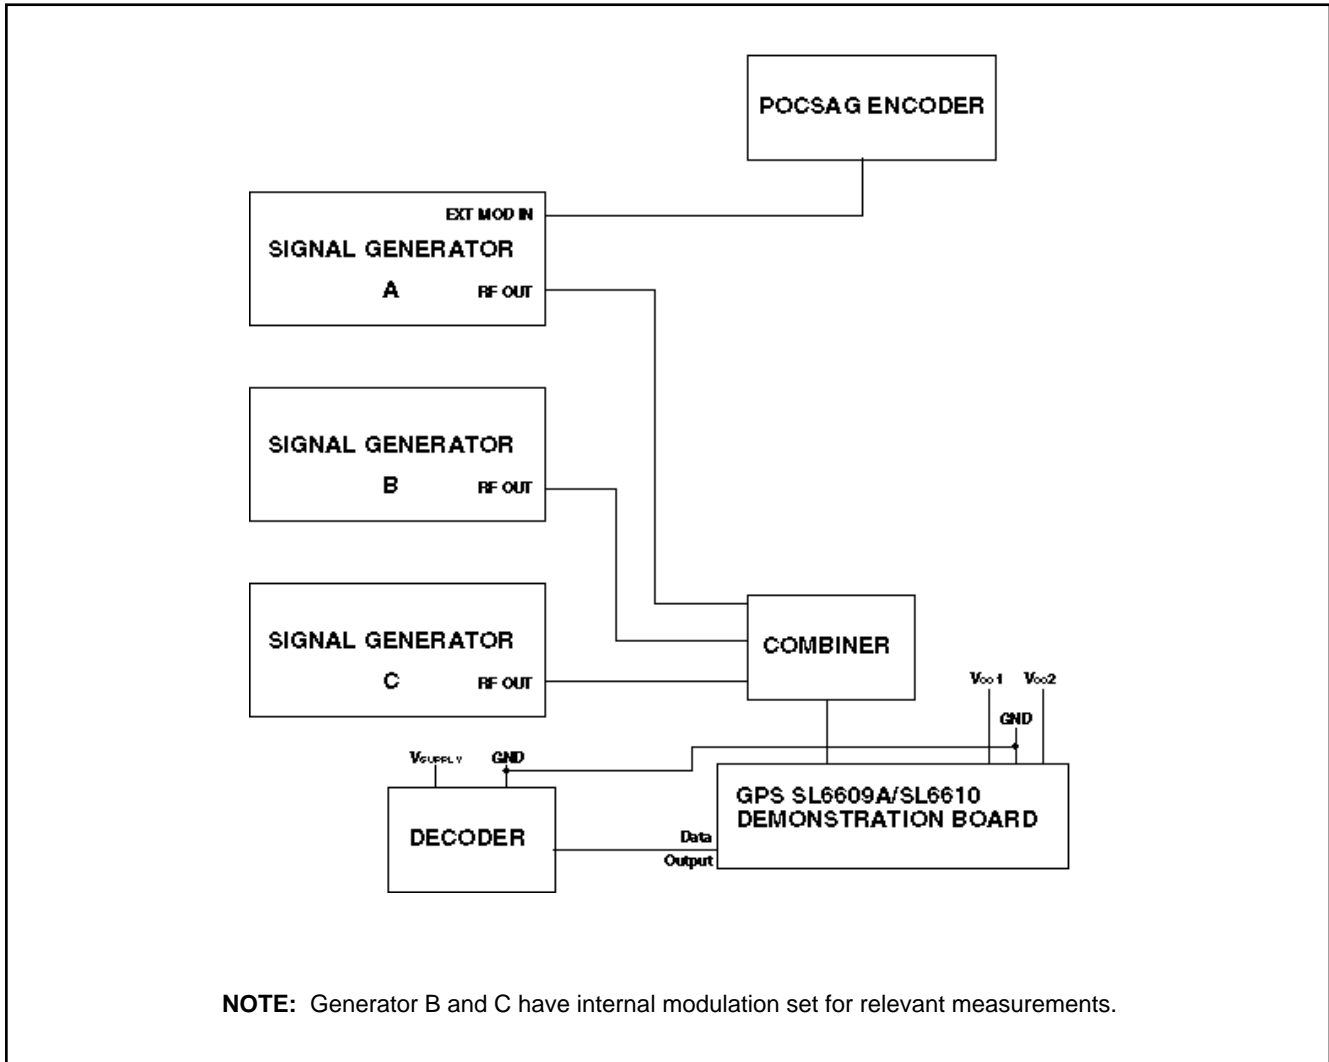 POCSAG ENCODER
EXT MOD IN
SIGNAL GENERATOR
A
RF OUT
SIGNAL GENERATOR
B
RF OUT
SIGNAL GENERATOR
C
RF OUT
COMBINER
Vcc1
Vcc2
GND
VSUPPLY
GND
GPS SL6609A/SL6610
DEMONSTRATION BOARD
DECODER
Data
Output
NOTE: Generator B and C have internal modulation set for relevant measurements.